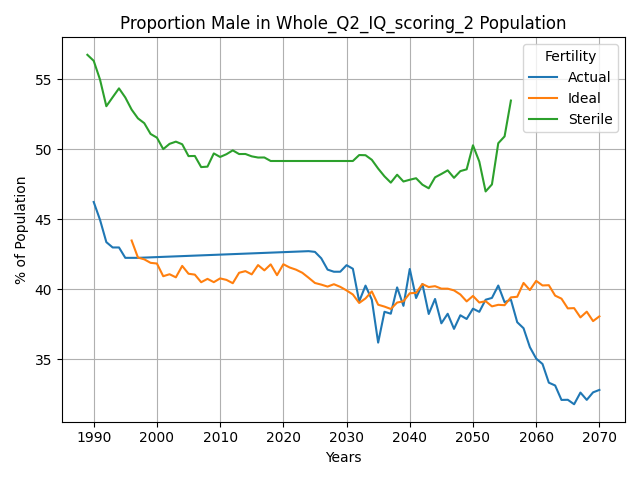 Proportion Male in Whole_Q2_IQ_scoring_2 Population
Fertility
Actual
Ideal
Sterile
% of Population
55
50
45
40
35
1990 2000 2010 2020 2030 2040 2050 2060 2070
Years